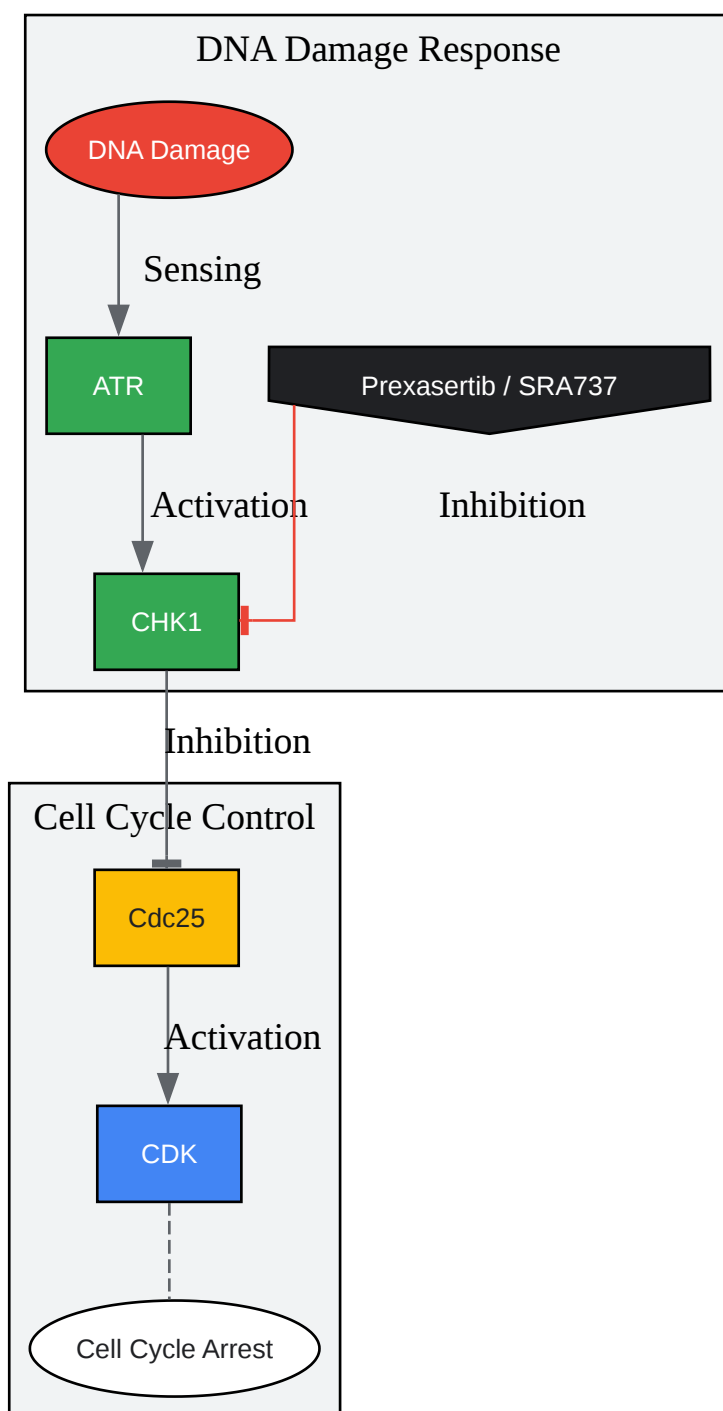 DNA Damage Response
DNA Damage
Sensing
ATR
Prexasertib / SRA737
Activation
Inhibition
CHK1
Inhibition
Cell Cycle Control
Cdc25
Activation
CDK
Cell Cycle Arrest